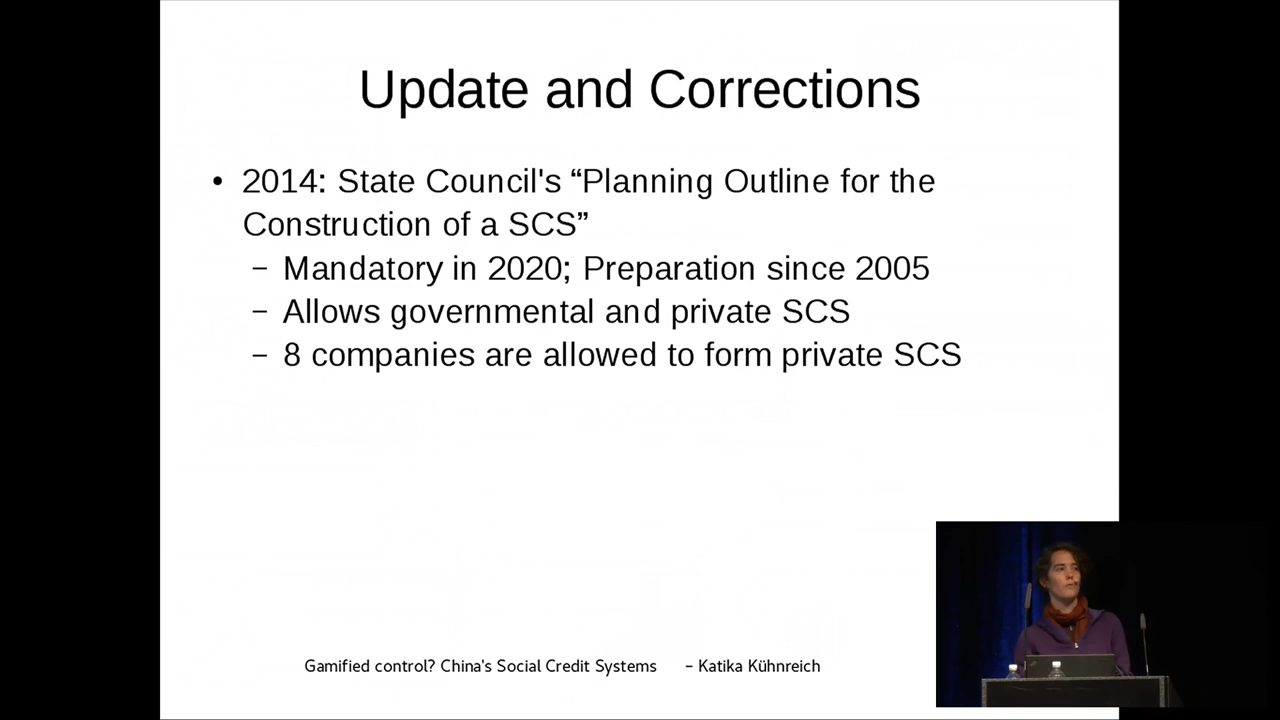 Update and Corrections
• 2014: State Council's “Planning Outline for the
Construction of a SCS”
– Mandatory in 2020; Preparation since 2005
– Allows governmental and private SCS
– 8 companies are allowed to form private SCS
Gamified control? China's Social Credit Systems – Katika Kühnreich